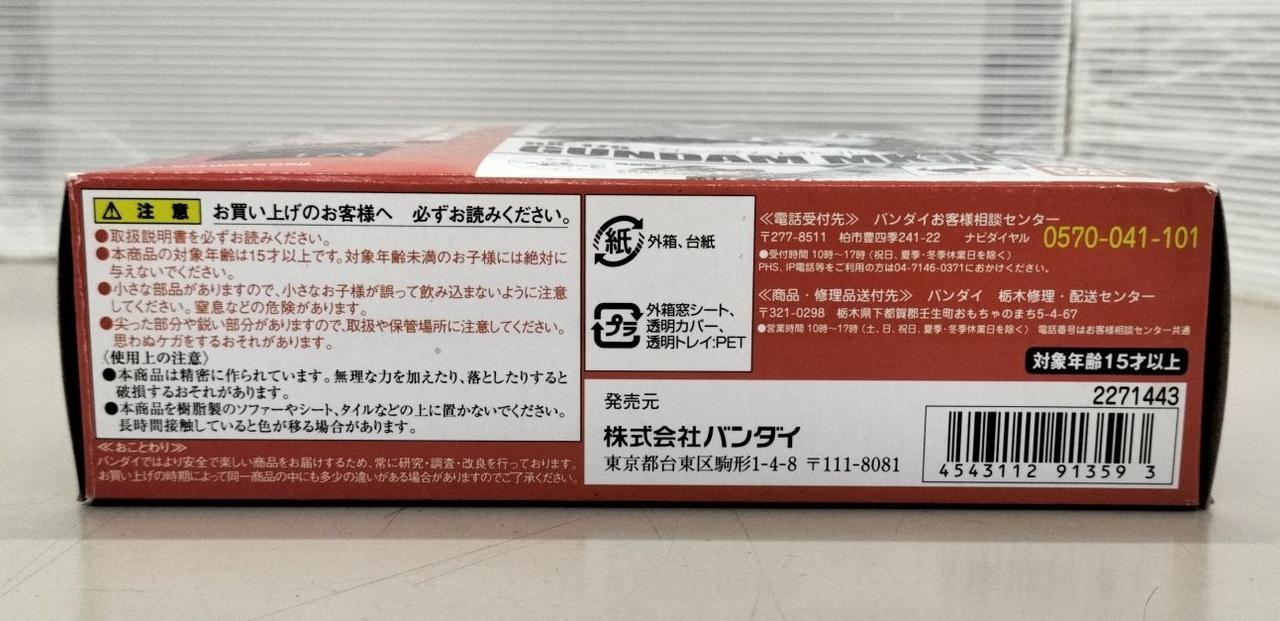 GUNDAM MK-II
注意 お買い上げのお客様へ 必ずお読みください。
●取扱説明書を必ずお読みください。
●本商品の対象年齢は15才以上です。対象年齢未満のお子様には絶対に
与えないでください。
●小さな部品がありますので、小さなお子様が誤って飲み込まないように注意
してください。窒息などの危険があります。
●尖った部分や鋭い部分がありますので、取扱や保管場所に注意してください。
思わぬケガをするおそれがあります。
〈使用上の注意〉
●本商品は精密に作られています。無理な力を加えたり、落としたりすると
破損するおそれがあります。
●本商品を樹脂製のソファーやシート、タイルなどの上に置かないでください。
長時間接触していると色が移る場合があります。
≪おことわり≫
バンダイではより安全で楽しい商品をお届けするため、常に研究・調査・改良を行っております。
お買い上げの時期によって同一商品の中にも多少の違いがある場合がありますのでご了承ください。
紙 外箱、台紙
プラ 外箱窓シート、
透明カバー、
透明トレイ:PET
≪電話受付先≫ バンダイお客様相談センター
〒277-8511 柏市豊四季241-22 ナビダイヤル 0570-041-101
●受付時間 10時〜17時(祝日、夏季・冬季休業日を除く)
PHS、IP電話等をご利用の方は04-7146-0371におかけください。
≪商品・修理品送付先≫ バンダイ 栃木修理・配送センター
〒321-0298 栃木県下都賀郡壬生町おもちゃのまち5-4-67
●営業時間 10時〜17時(土、日、祝日、夏季・冬季休業日を除く) 電話番号はお客様相談センター共通
対象年齢15才以上
2271443
発売元
株式会社バンダイ
東京都台東区駒形1-4-8 〒111-8081
4543112 91359 3